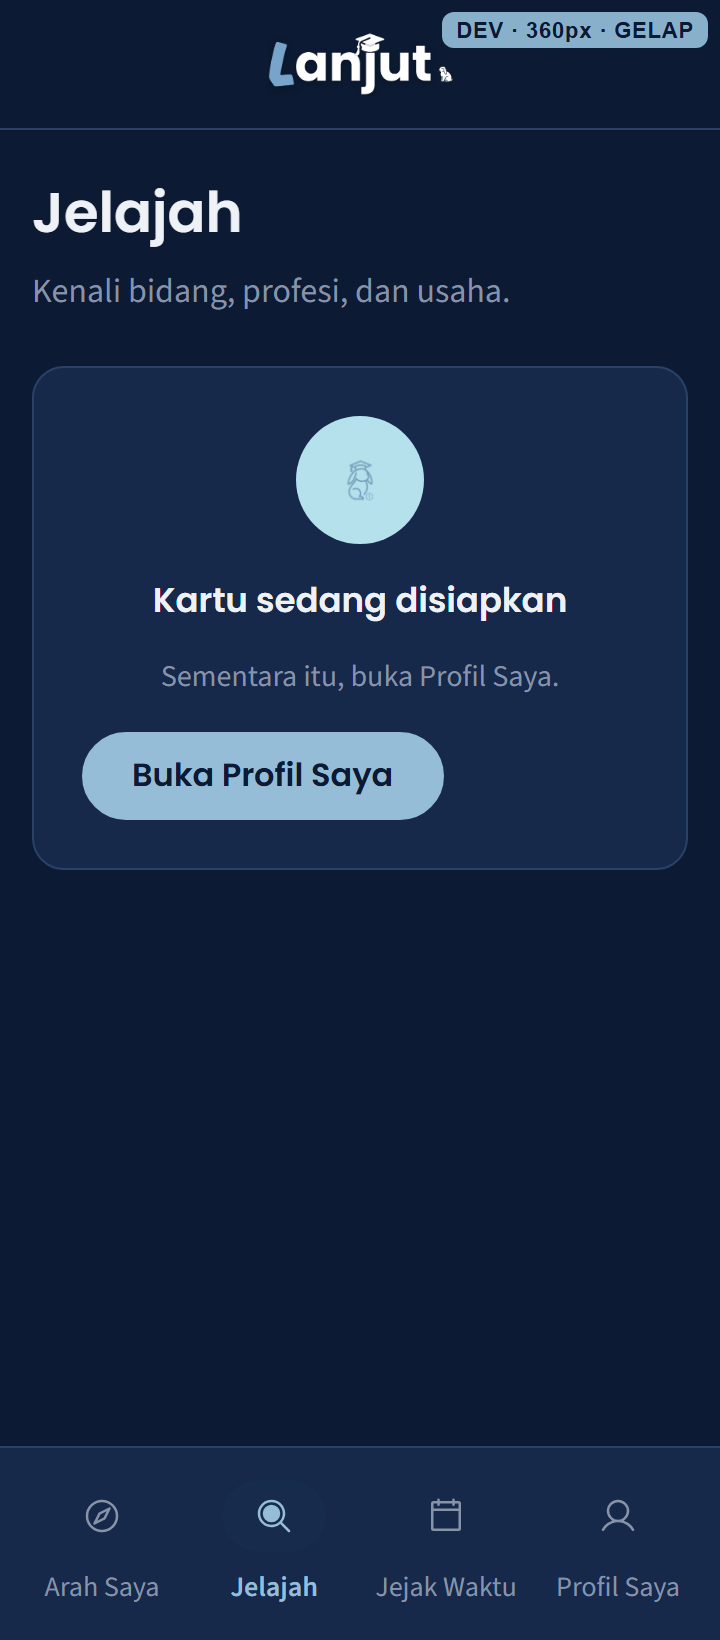 Lanjut
DEV · 360px · GELAP
Jelajah
Kenali bidang, profesi, dan usaha.
Kartu sedang disiapkan
Sementara itu, buka Profil Saya.
Buka Profil Saya
Arah Saya
Jelajah
Jejak Waktu
Profil Saya